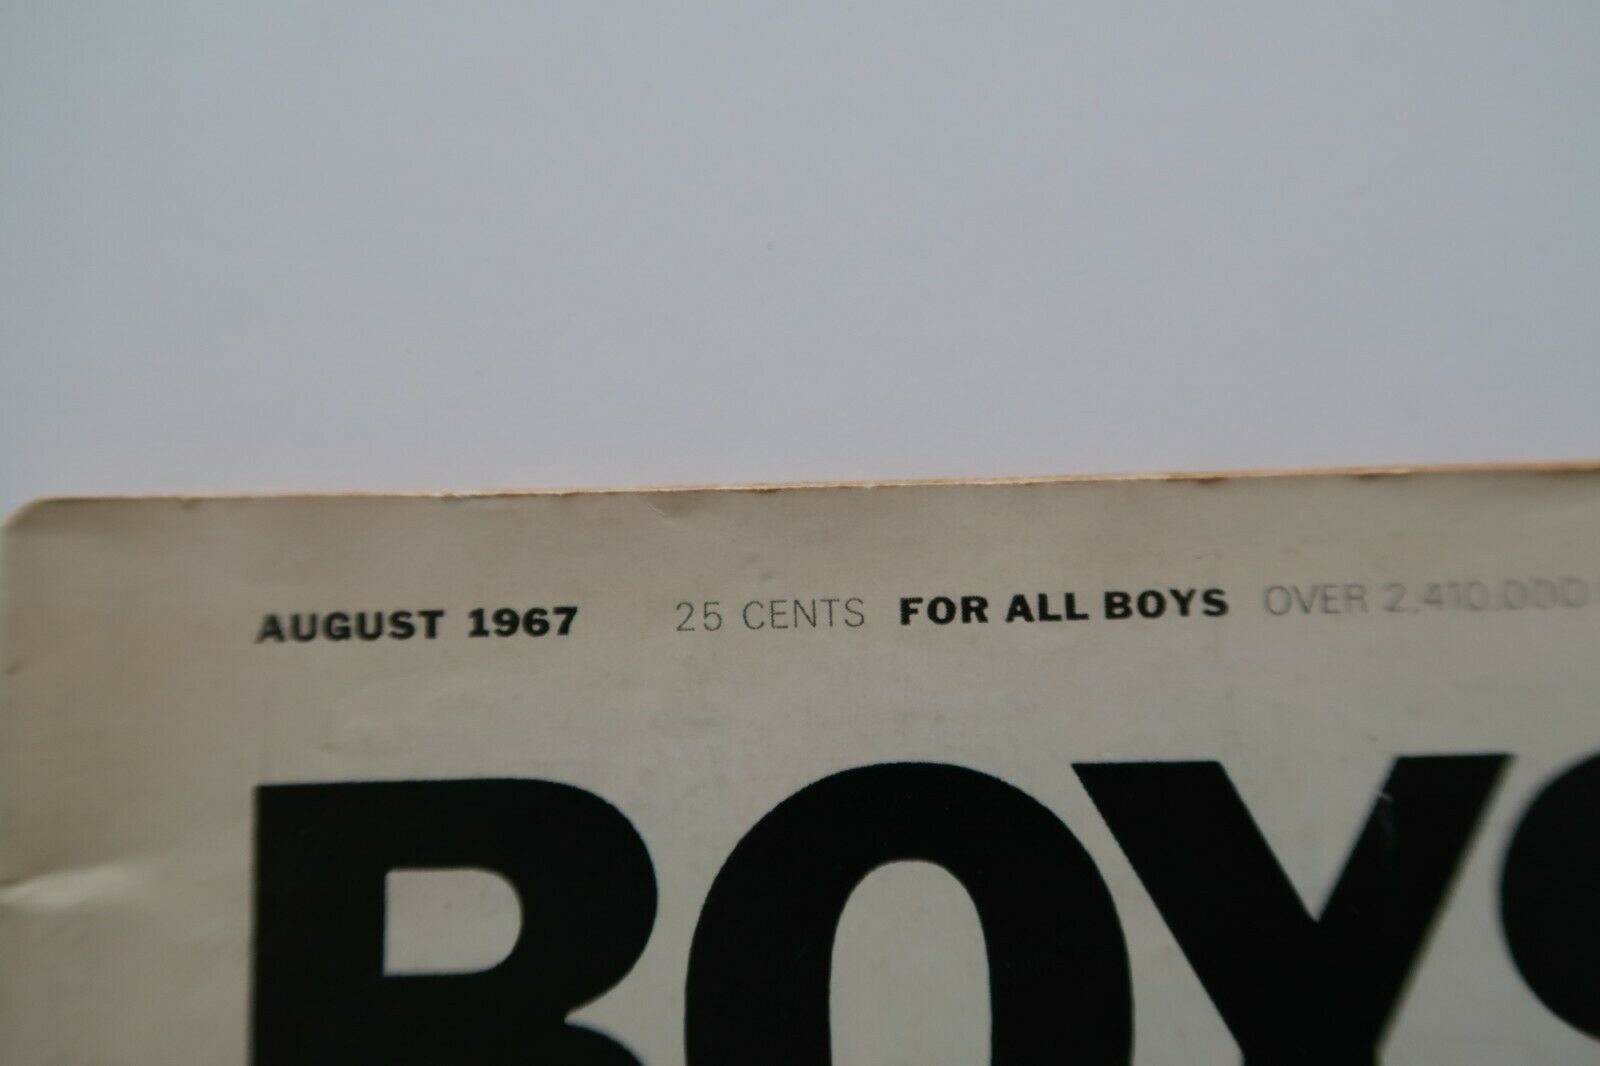 AUGUST 1967 25 CENTS FOR ALL BOYS OVER 2,410,000
BOYS